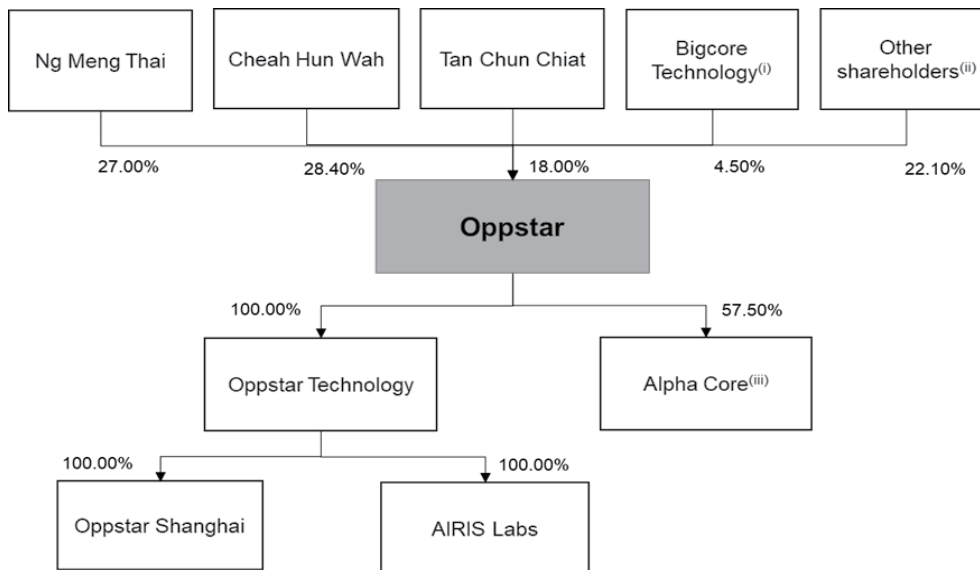 Ng Meng Thai
Cheah Hun Wah
Tan Chun Chiat
Bigcore
Technology(i)
Other
shareholders(ii)
27.00%
28.40%
18.00%
4.50%
22.10%
Oppstar
100.00%
57.50%
Oppstar Technology
Alpha Core(iii)
100.00%
100.00%
Oppstar Shanghai
AIRIS Labs